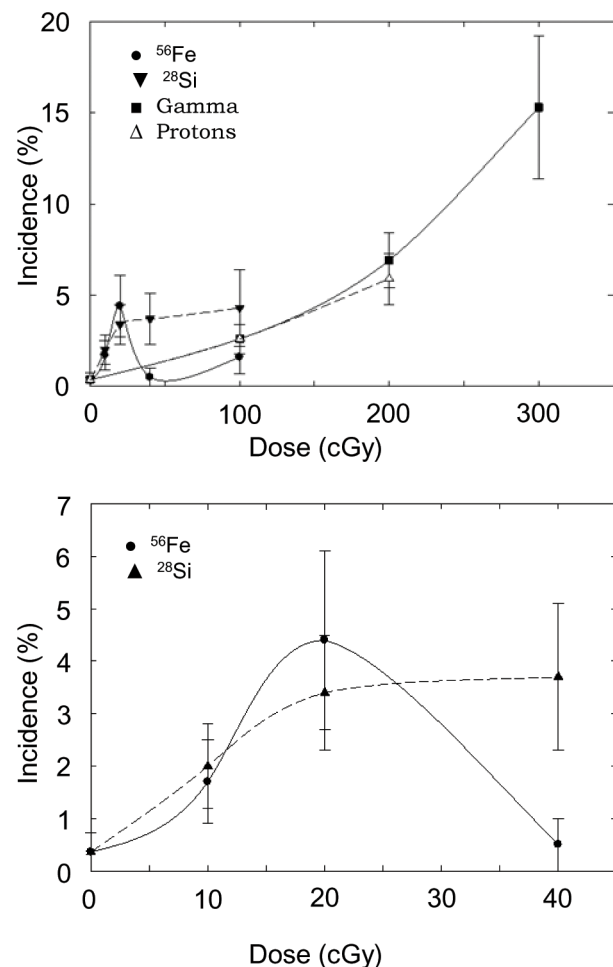 20
15
10
5
0
Incidence (%)
⁵⁶Fe
²⁸Si
Gamma
Protons
0 100 200 300
Dose (cGy)
7
6
5
4
3
2
1
0
Incidence (%)
⁵⁶Fe
²⁸Si
0 10 20 30 40
Dose (cGy)